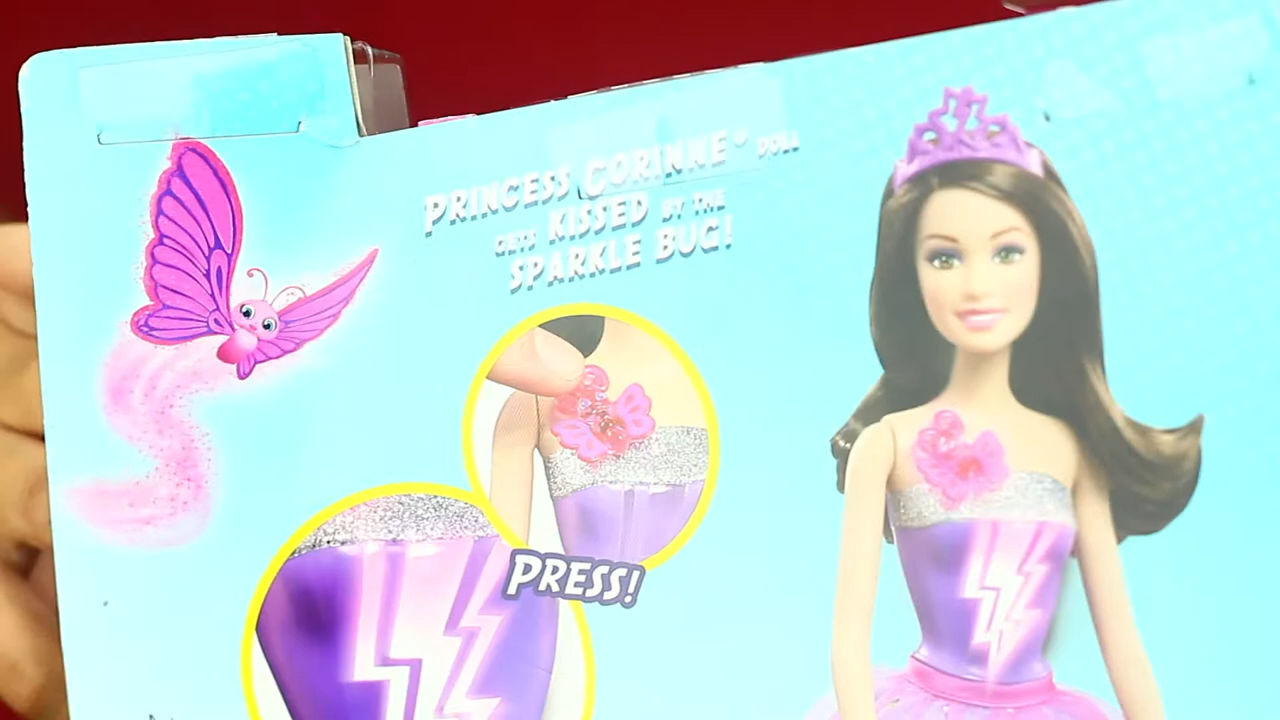 PRINCESS CORINNE® DOLL
GETS KISSED BY THE
SPARKLE BUG!
PRESS!